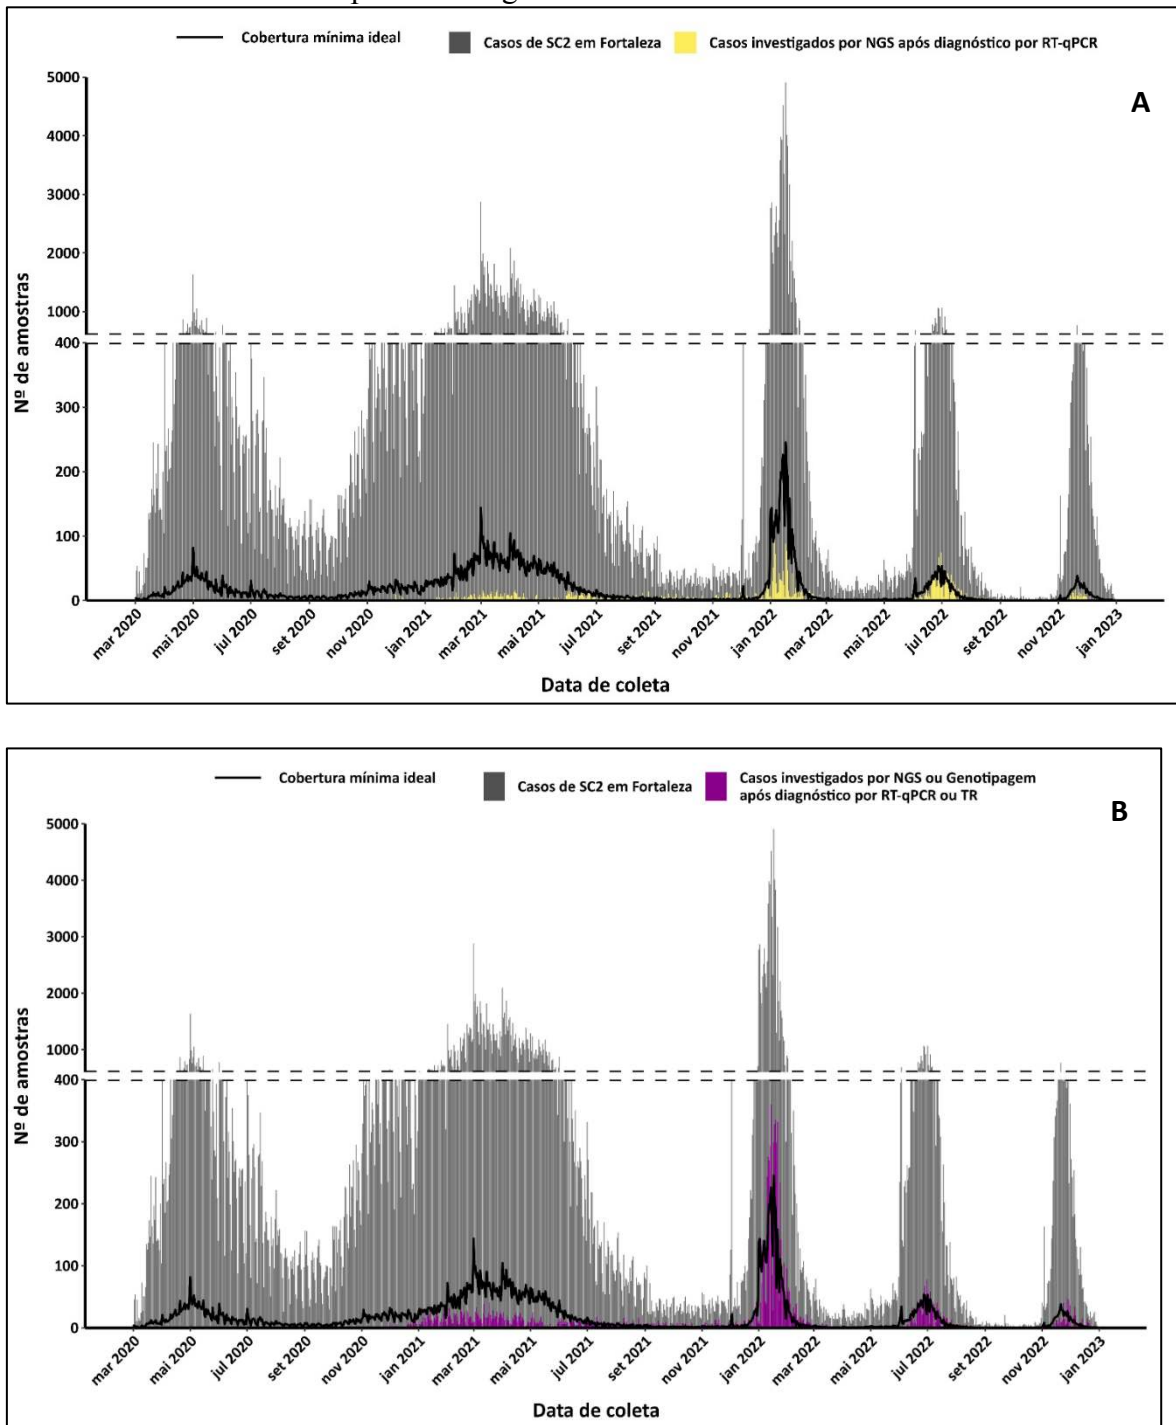 Cobertura mínima ideal
Casos de SC2 em Fortaleza
Casos investigados por NGS após diagnóstico por RT-qPCR
A
Nº de amostras
5000
4000
3000
2000
1000
400
300
200
100
0
mar 2020
mai 2020
jul 2020
set 2020
nov 2020
jan 2021
mar 2021
mai 2021
jul 2021
set 2021
nov 2021
jan 2022
mar 2022
mai 2022
jul 2022
set 2022
nov 2022
jan 2023
Data de coleta
Cobertura mínima ideal
Casos de SC2 em Fortaleza
Casos investigados por NGS ou Genotipagem
após diagnóstico por RT-qPCR ou TR
B
Nº de amostras
5000
4000
3000
2000
1000
400
300
200
100
0
mar 2020
mai 2020
jul 2020
set 2020
nov 2020
jan 2021
mar 2021
mai 2021
jul 2021
set 2021
nov 2021
jan 2022
mar 2022
mai 2022
jul 2022
set 2022
nov 2022
jan 2023
Data de coleta